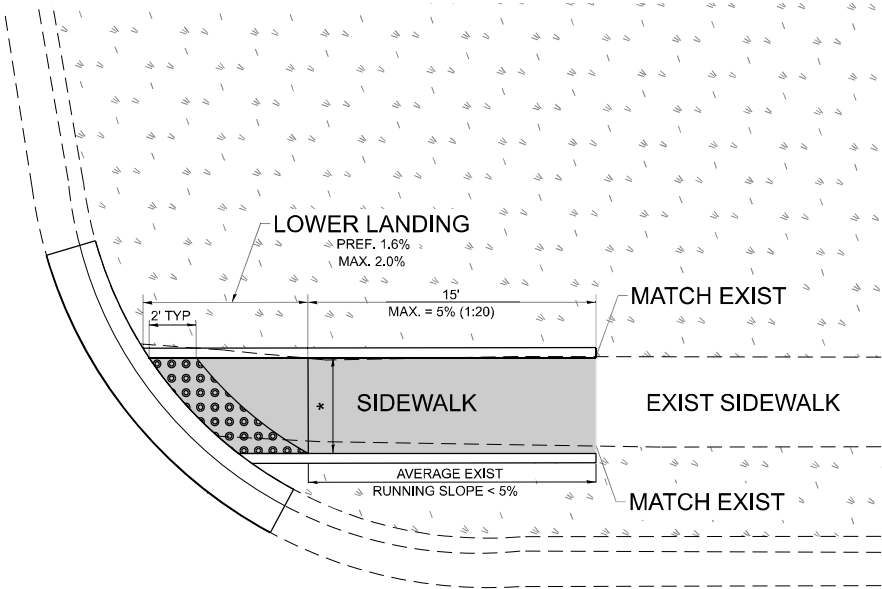 LOWER LANDING
PREF. 1.6%
MAX. 2.0%
15'
MAX. = 5% (1:20)
MATCH EXIST
2' TYP
*
SIDEWALK
EXIST SIDEWALK
AVERAGE EXIST
RUNNING SLOPE < 5%
MATCH EXIST